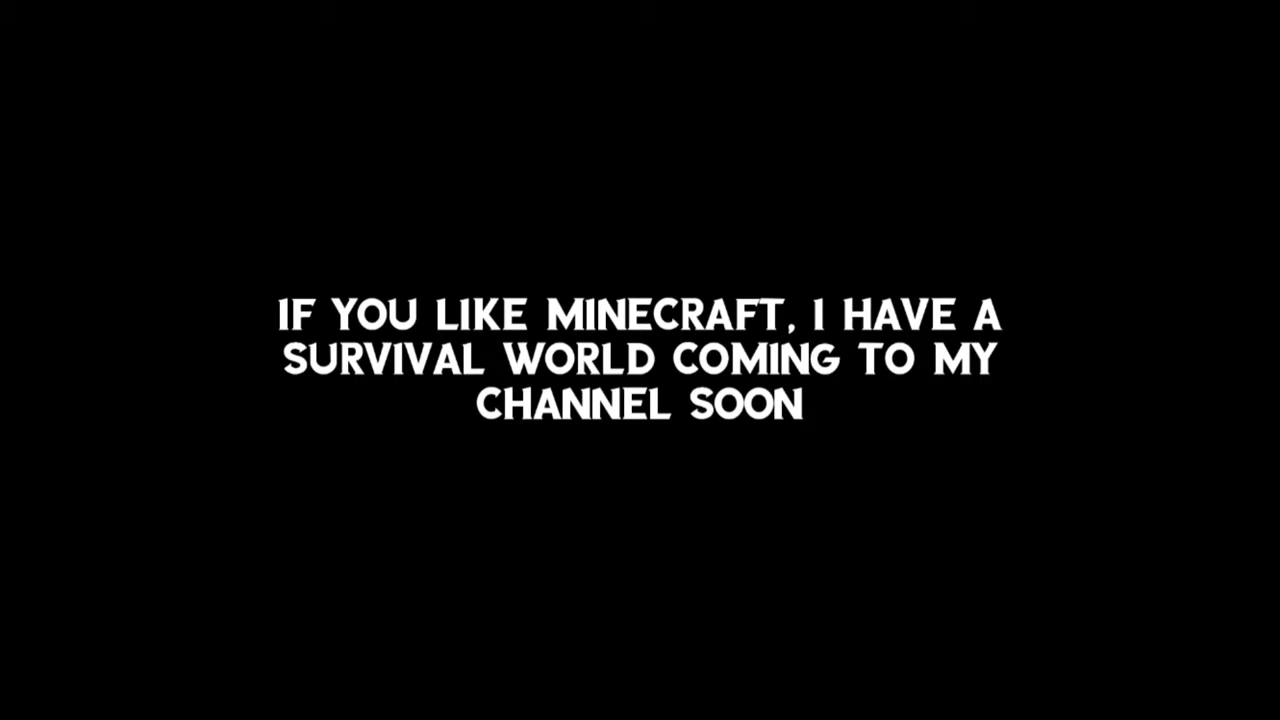 IF YOU LIKE MINECRAFT, I HAVE A
SURVIVAL WORLD COMING TO MY
CHANNEL SOON